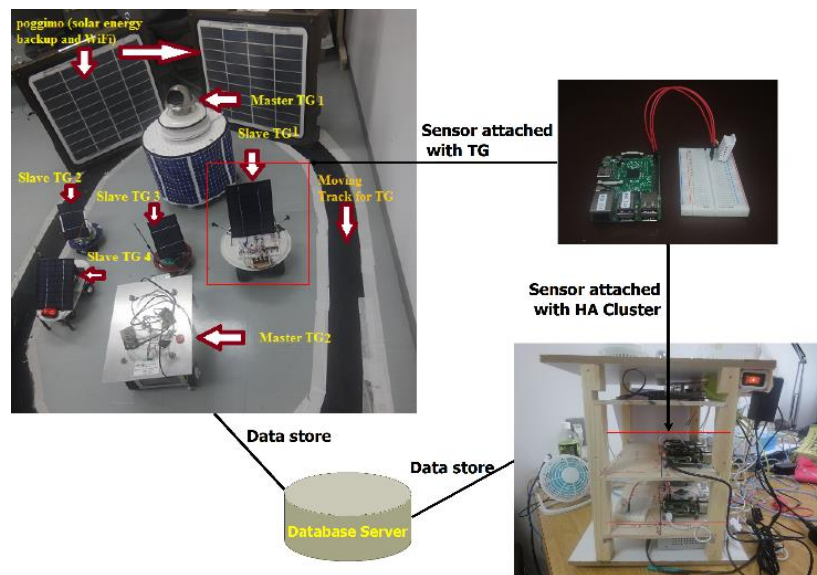 poggimo (solar energy
backup and WiFi)
Master TG 1
Slave TG 1
Slave TG 2
Slave TG 3
Moving
Track for TG
Slave TG 4
Master TG2
Sensor attached
with TG
Sensor attached
with HA Cluster
Data store
Data store
Database Server